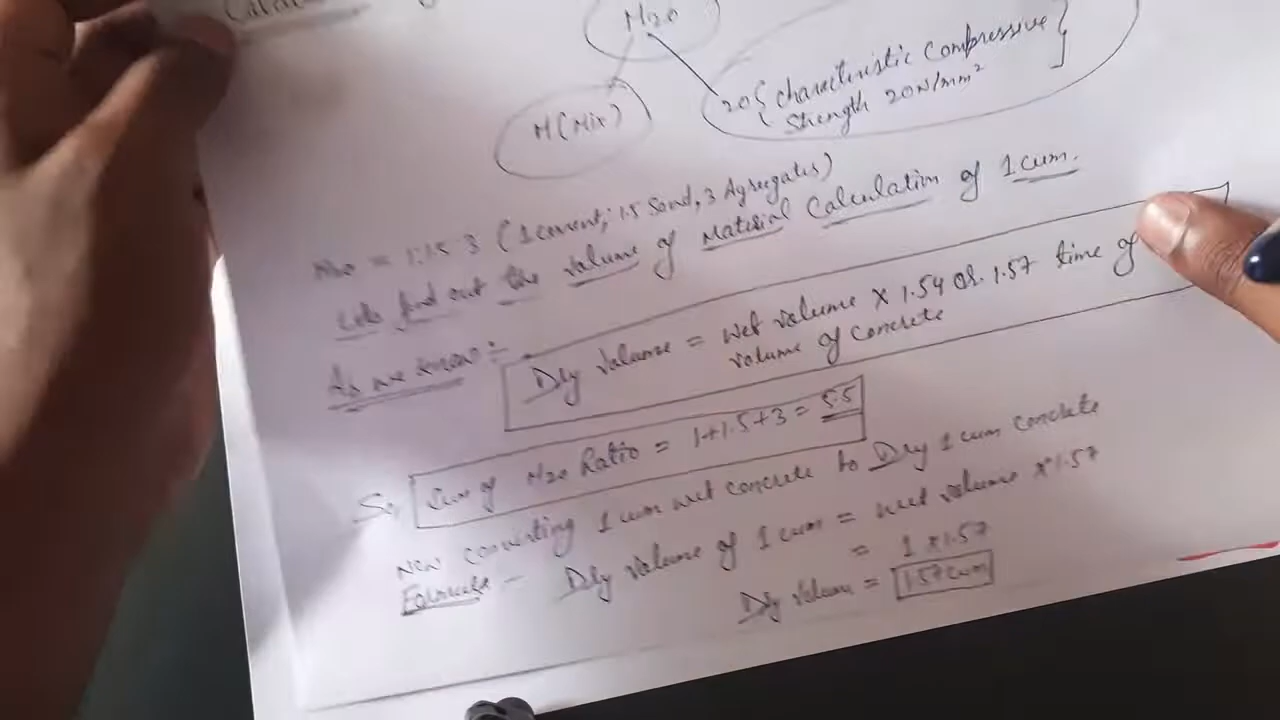 M20
M(Mix)
20 { Characteristic Compressive }
Strength 20N/mm²
M20 = 1:1.5:3 (1 cement, 1.5 Sand, 3 Agregates)
Lets find out the volume of Material Calculation of 1 cum.
As we know :-
Dry volume = wet volume X 1.54 or 1.57 time of
volume of concrete
So, Sum of M20 Ratio = 1+1.5+3 = 5.5
Now converting 1 cum wet concrete to Dry 1 cum concrete
Formula - Dry volume of 1 cum = wet volume X 1.57
= 1 X 1.57
Dry volume = 1.57 cum